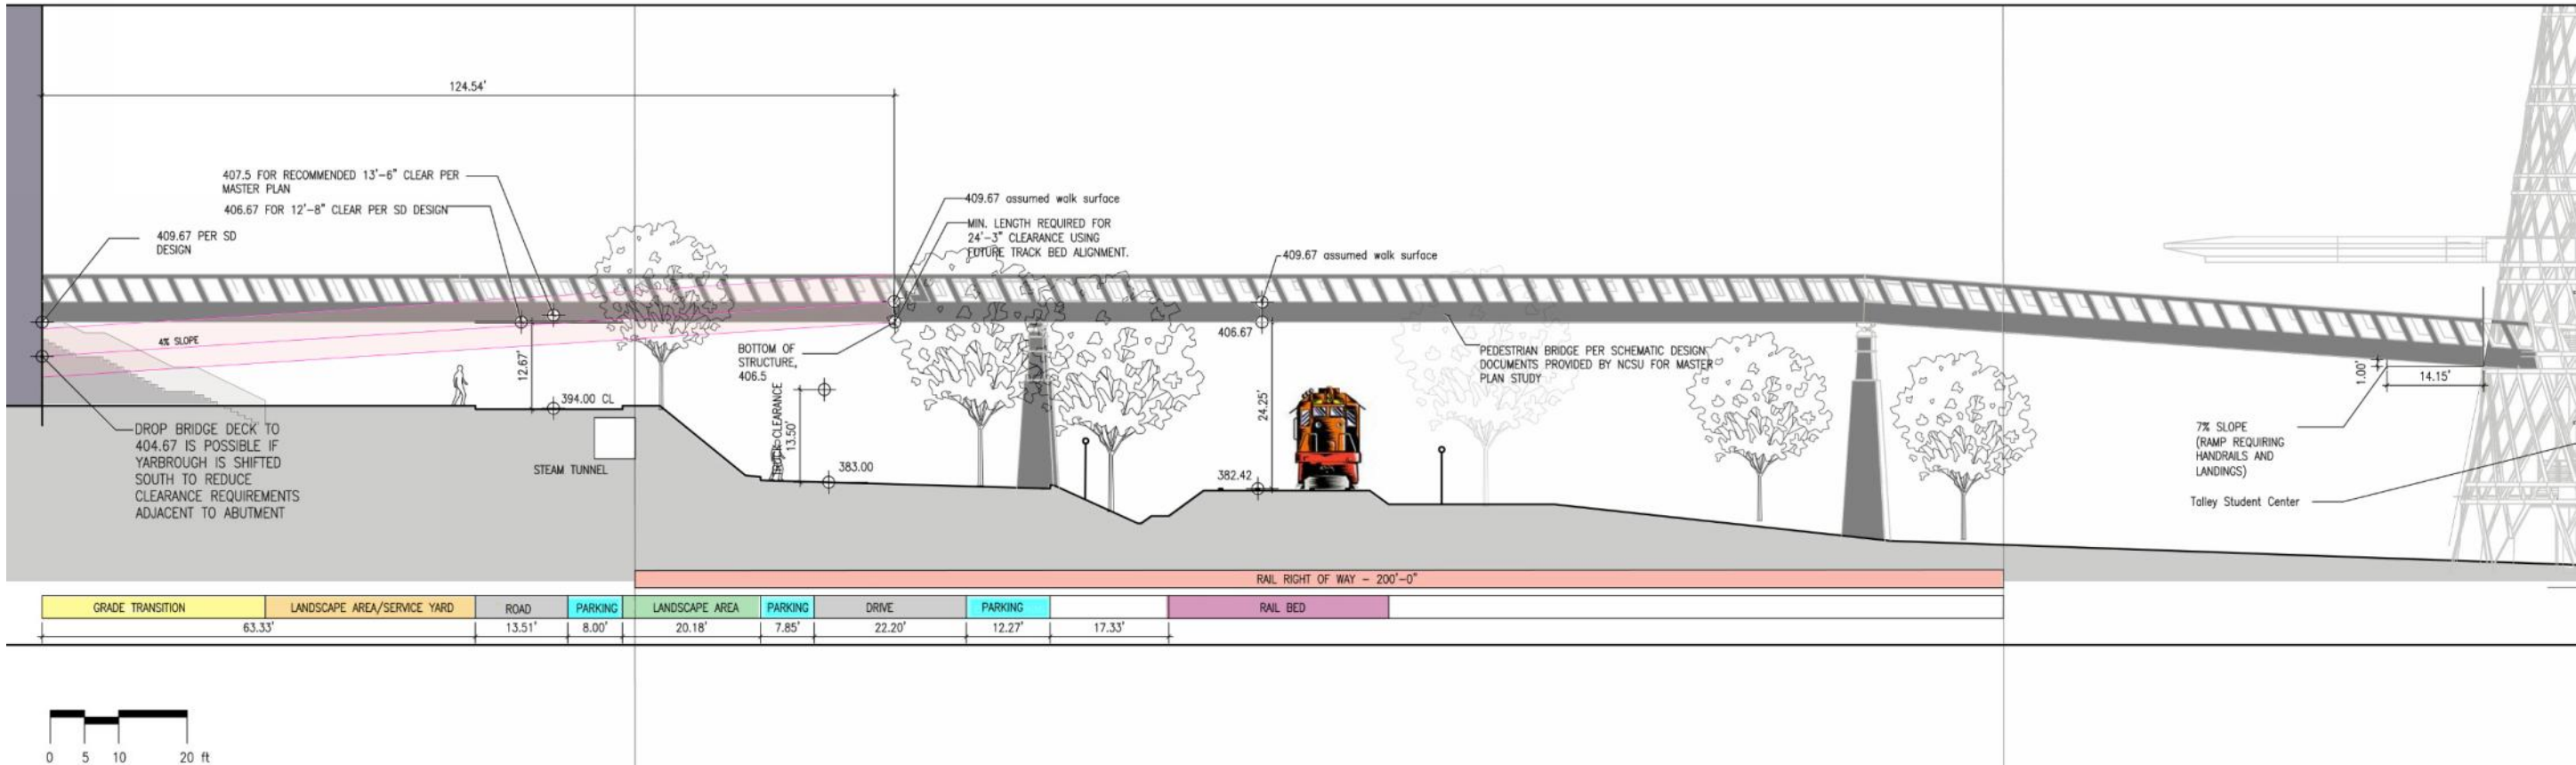 124.54'
407.5 FOR RECOMMENDED 13'-6" CLEAR PER
MASTER PLAN
406.67 FOR 12'-8" CLEAR PER SD DESIGN
409.67 PER SD
DESIGN
409.67 assumed walk surface
MIN. LENGTH REQUIRED FOR
24'-3" CLEARANCE USING
FUTURE TRACK BED ALIGNMENT.
409.67 assumed walk surface
4% SLOPE
12.67'
BOTTOM OF
STRUCTURE,
406.5
406.67
PEDESTRIAN BRIDGE PER SCHEMATIC DESIGN
DOCUMENTS PROVIDED BY NCSU FOR MASTER
PLAN STUDY
1.00'
14.15'
394.00 CL
CLEARANCE
13.50'
24.25'
DROP BRIDGE DECK TO
404.67 IS POSSIBLE IF
YARBROUGH IS SHIFTED
SOUTH TO REDUCE
CLEARANCE REQUIREMENTS
ADJACENT TO ABUTMENT
STEAM TUNNEL
383.00
382.42
7% SLOPE
(RAMP REQUIRING
HANDRAILS AND
LANDINGS)
Talley Student Center
RAIL RIGHT OF WAY - 200'-0"
GRADE TRANSITION
LANDSCAPE AREA/SERVICE YARD
ROAD
PARKING
LANDSCAPE AREA
PARKING
DRIVE
PARKING
RAIL BED
63.33'
13.51'
8.00'
20.18'
7.85'
22.20'
12.27'
17.33'
0 5 10 20 ft